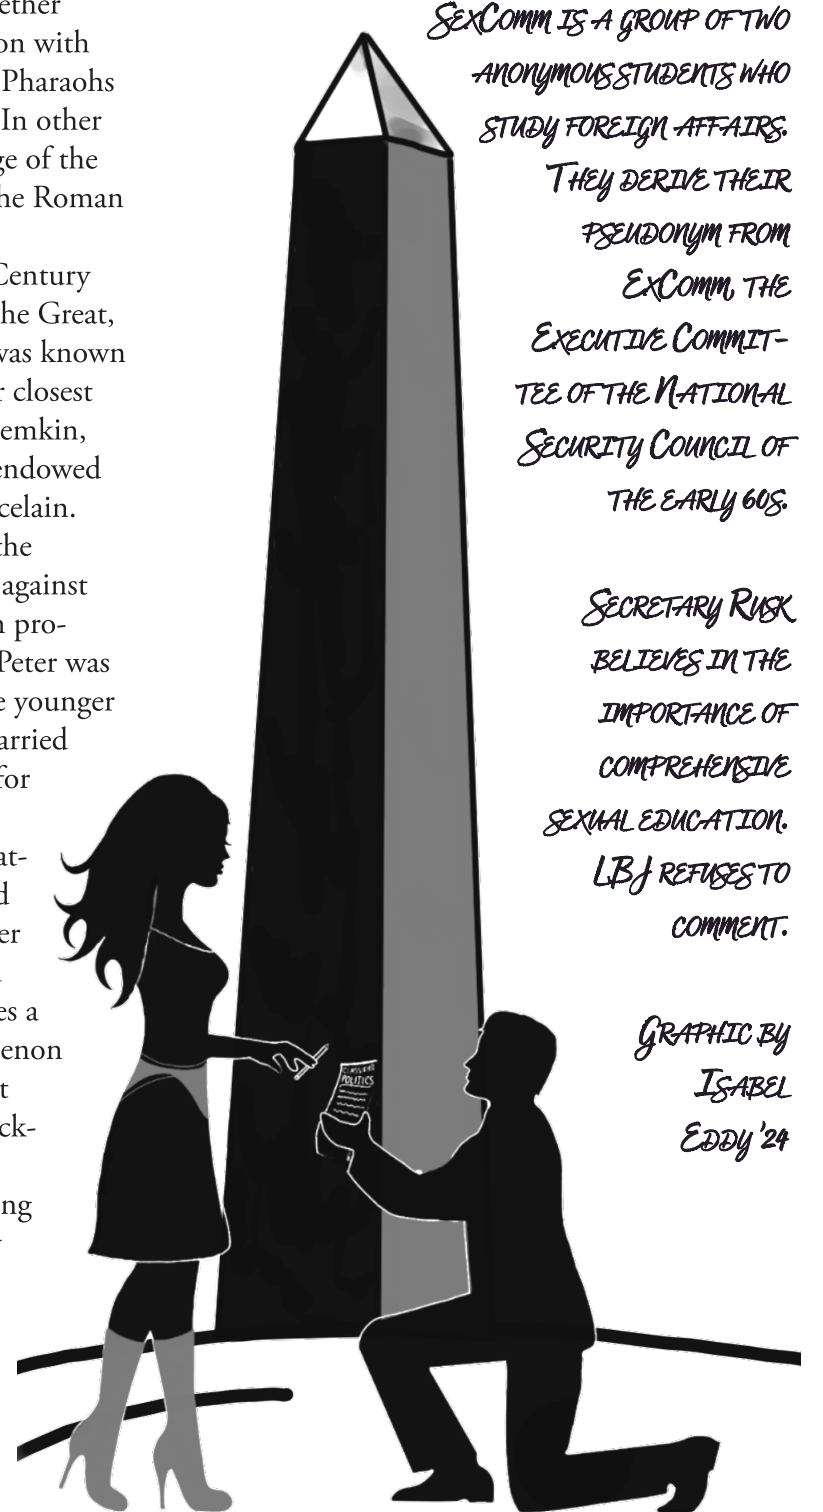 ether
on with
Pharaohs
In other
ge of the
he Roman
Century
he Great,
was known
r closest
emkin,
endowed
celain.
the
against
n pro-
Peter was
e younger
arried
for
at-
d
er
es a
enon
t
ck-
ng
SexComm is a group of two
anonymous students who
study foreign affairs.
They derive their
pseudonym from
ExComm, the
Executive Commit-
tee of the National
Security Council of
the early 60s.
Secretary Rusk
believes in the
importance of
comprehensive
sexual education.
LBJ refuses to
comment.
Graphic by
Isabel
Eddy '24
CLASSIFIED
POLITICS